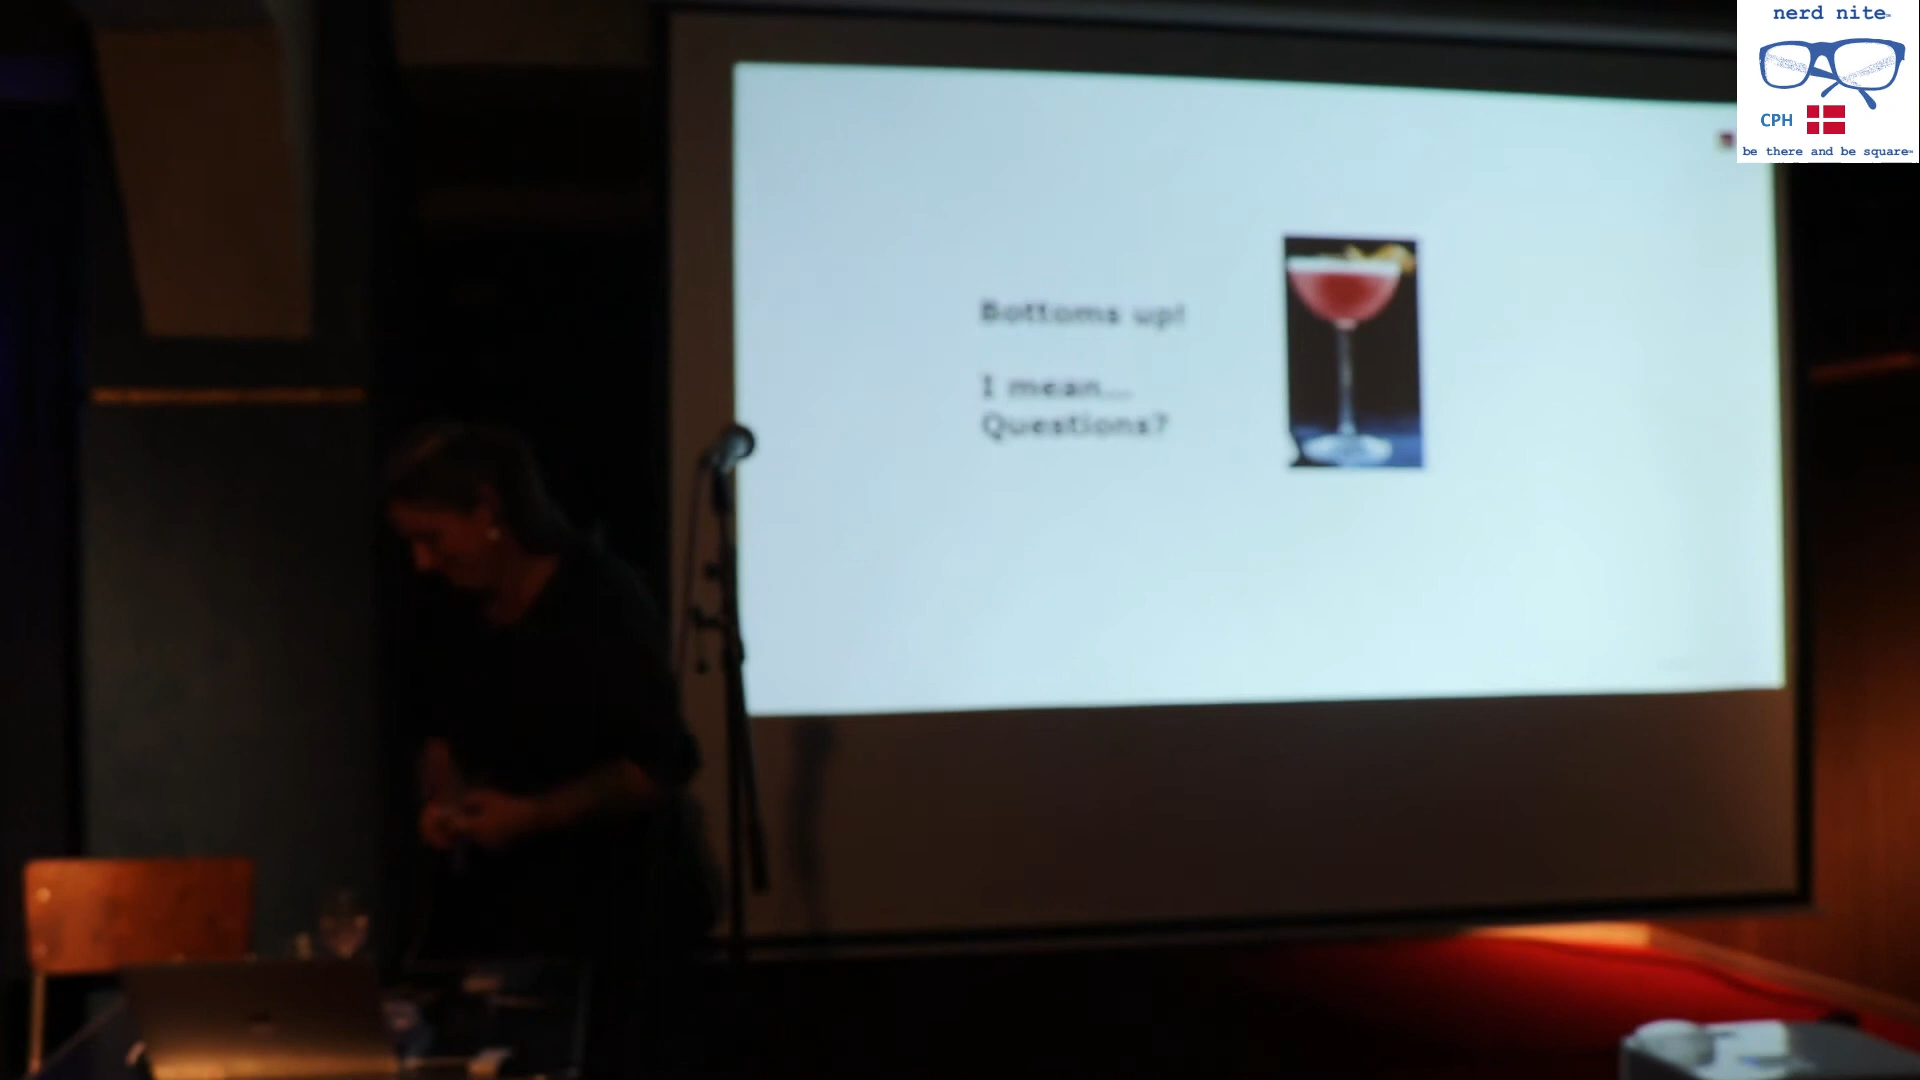 nerd nite
CPH
be there and be square
Bottoms up!
I mean...
Questions?